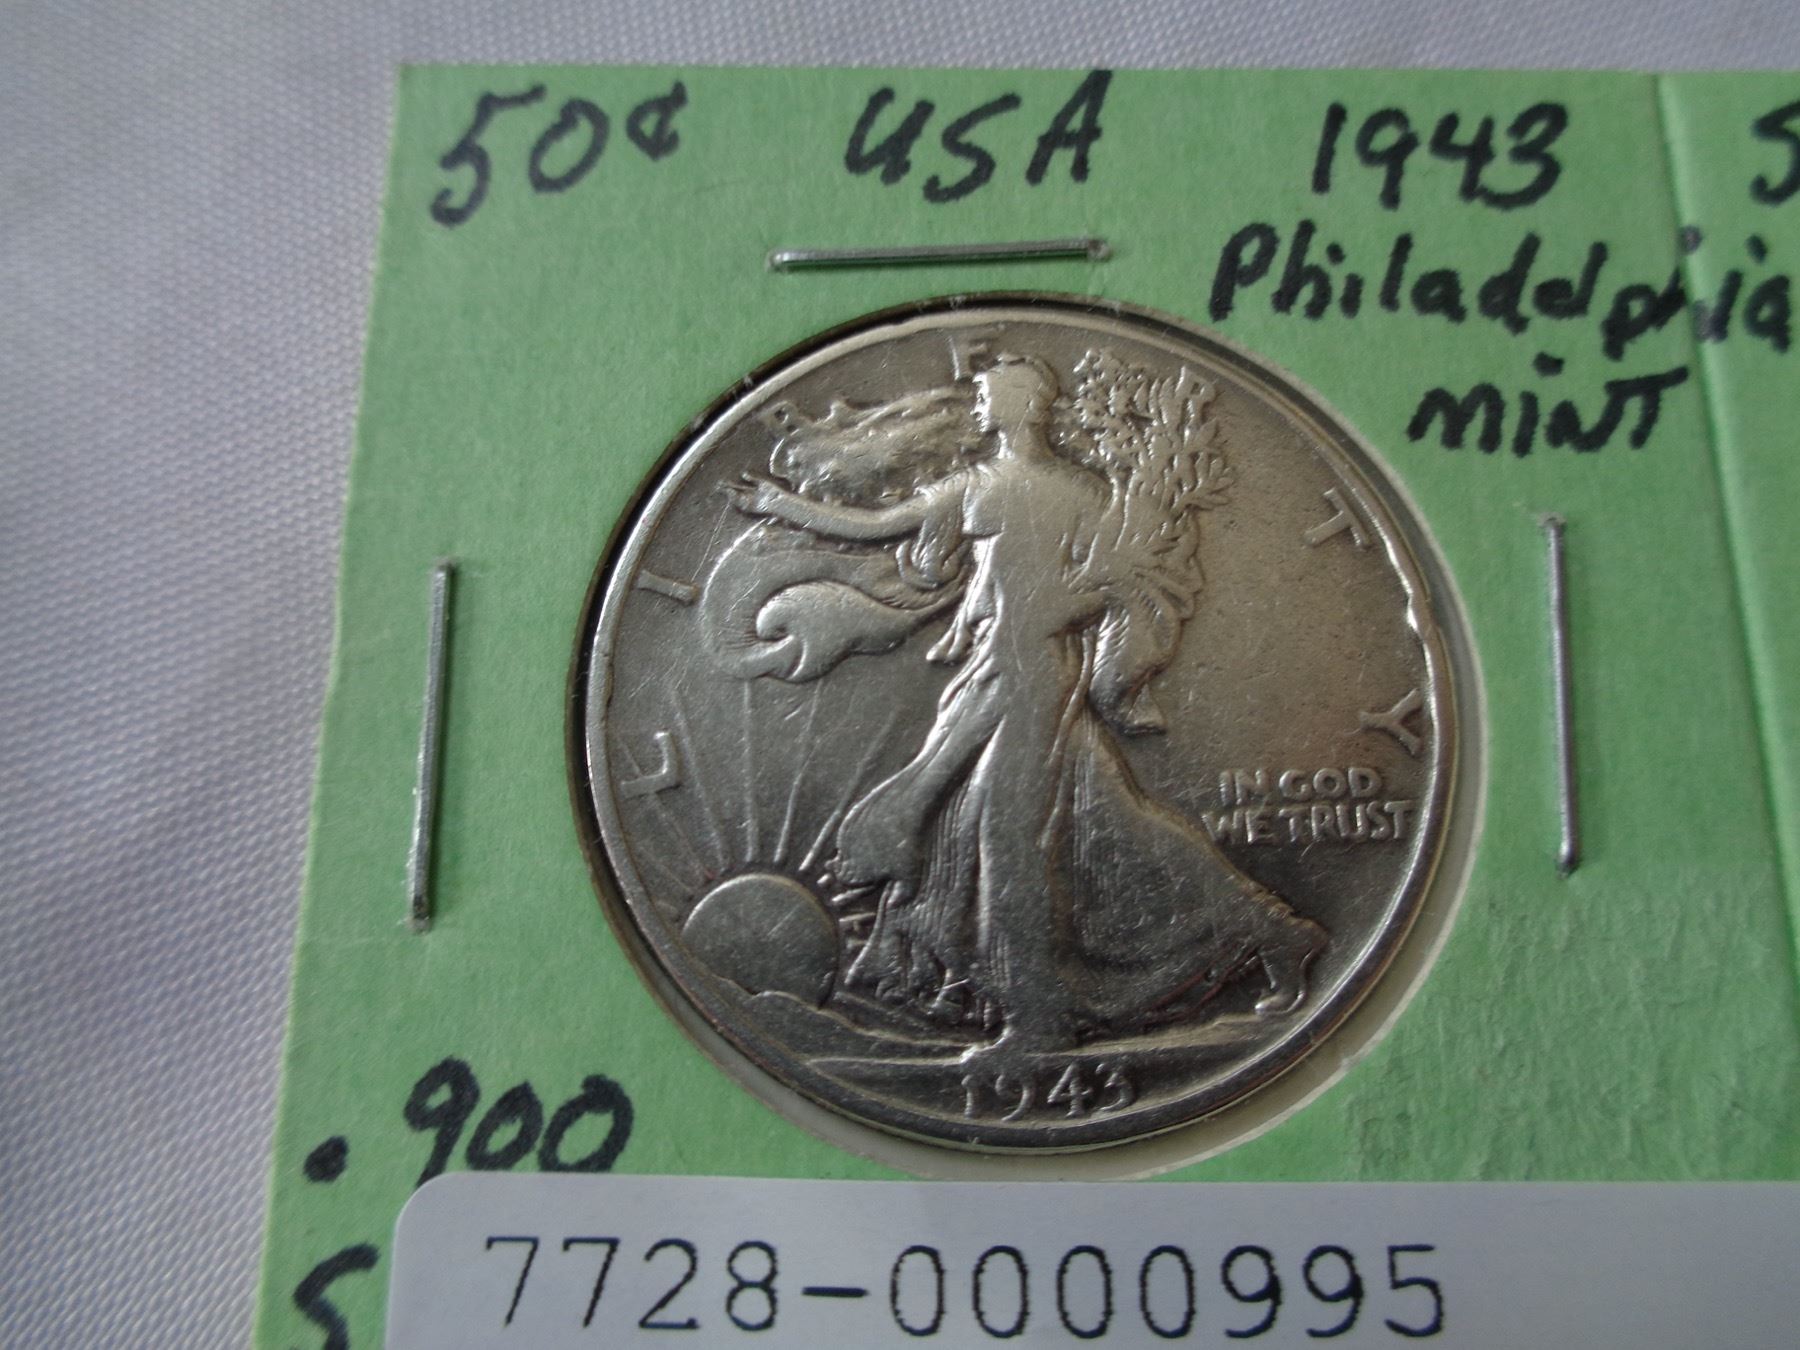 50¢ USA 1943 S
Philadelphia
MINT
LIBERTY
IN GOD
WE TRUST
1943
.900
S
7728-0000995